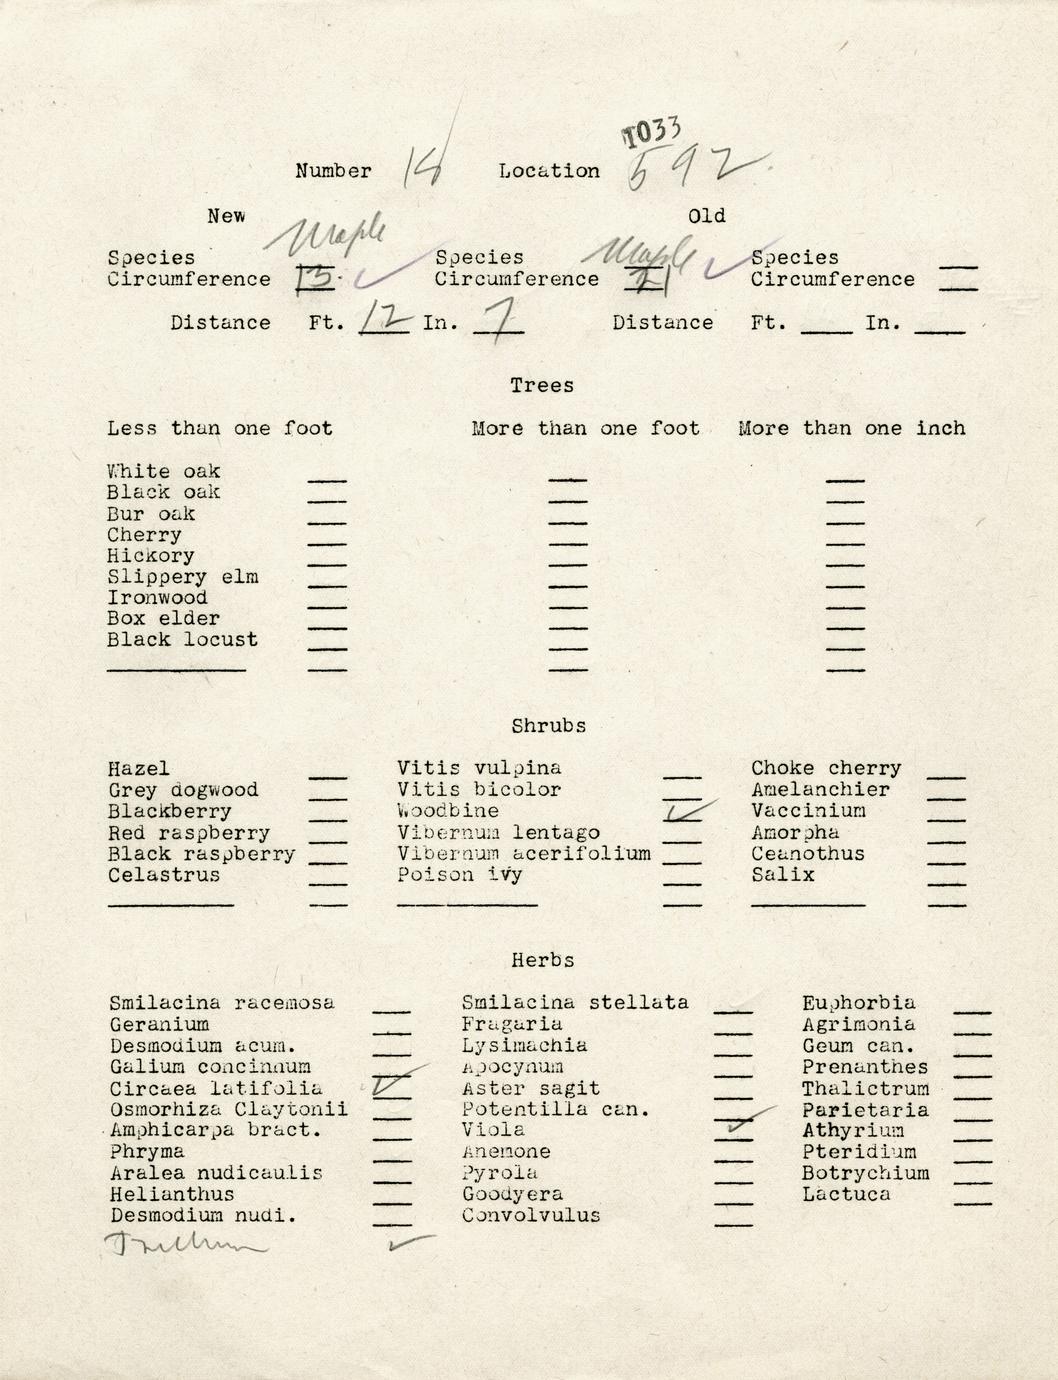 1033
Number 18 Location 592
New Old
Maple Maple
Species Species Species
Circumference 13 Circumference 21 Circumference
Distance Ft. 12 In. 7 Distance Ft. In.
Trees
Less than one foot More than one foot More than one inch
White oak
Black oak
Bur oak
Cherry
Hickory
Slippery elm
Ironwood
Box elder
Black locust
Shrubs
Hazel Vitis vulpina Choke cherry
Grey dogwood Vitis bicolor Amelanchier
Blackberry Woodbine ✓ Vaccinium
Red raspberry Vibernum lentago Amorpha
Black raspberry Vibernum acerifolium Ceanothus
Celastrus Poison ivy Salix
Herbs
Smilacina racemosa Smilacina stellata Euphorbia
Geranium Fragaria Agrimonia
Desmodium acum. Lysimachia Geum can.
Galium concinnum Apocynum Prenanthes
Circaea latifolia ✓ Aster sagit Thalictrum
Osmorhiza Claytonii Potentilla can. Parietaria
Amphicarpa bract. Viola ✓ Athyrium
Phryma Anemone Pteridium
Aralea nudicaulis Pyrola Botrychium
Helianthus Goodyera Lactuca
Desmodium nudi. Convolvulus
Trillium ✓